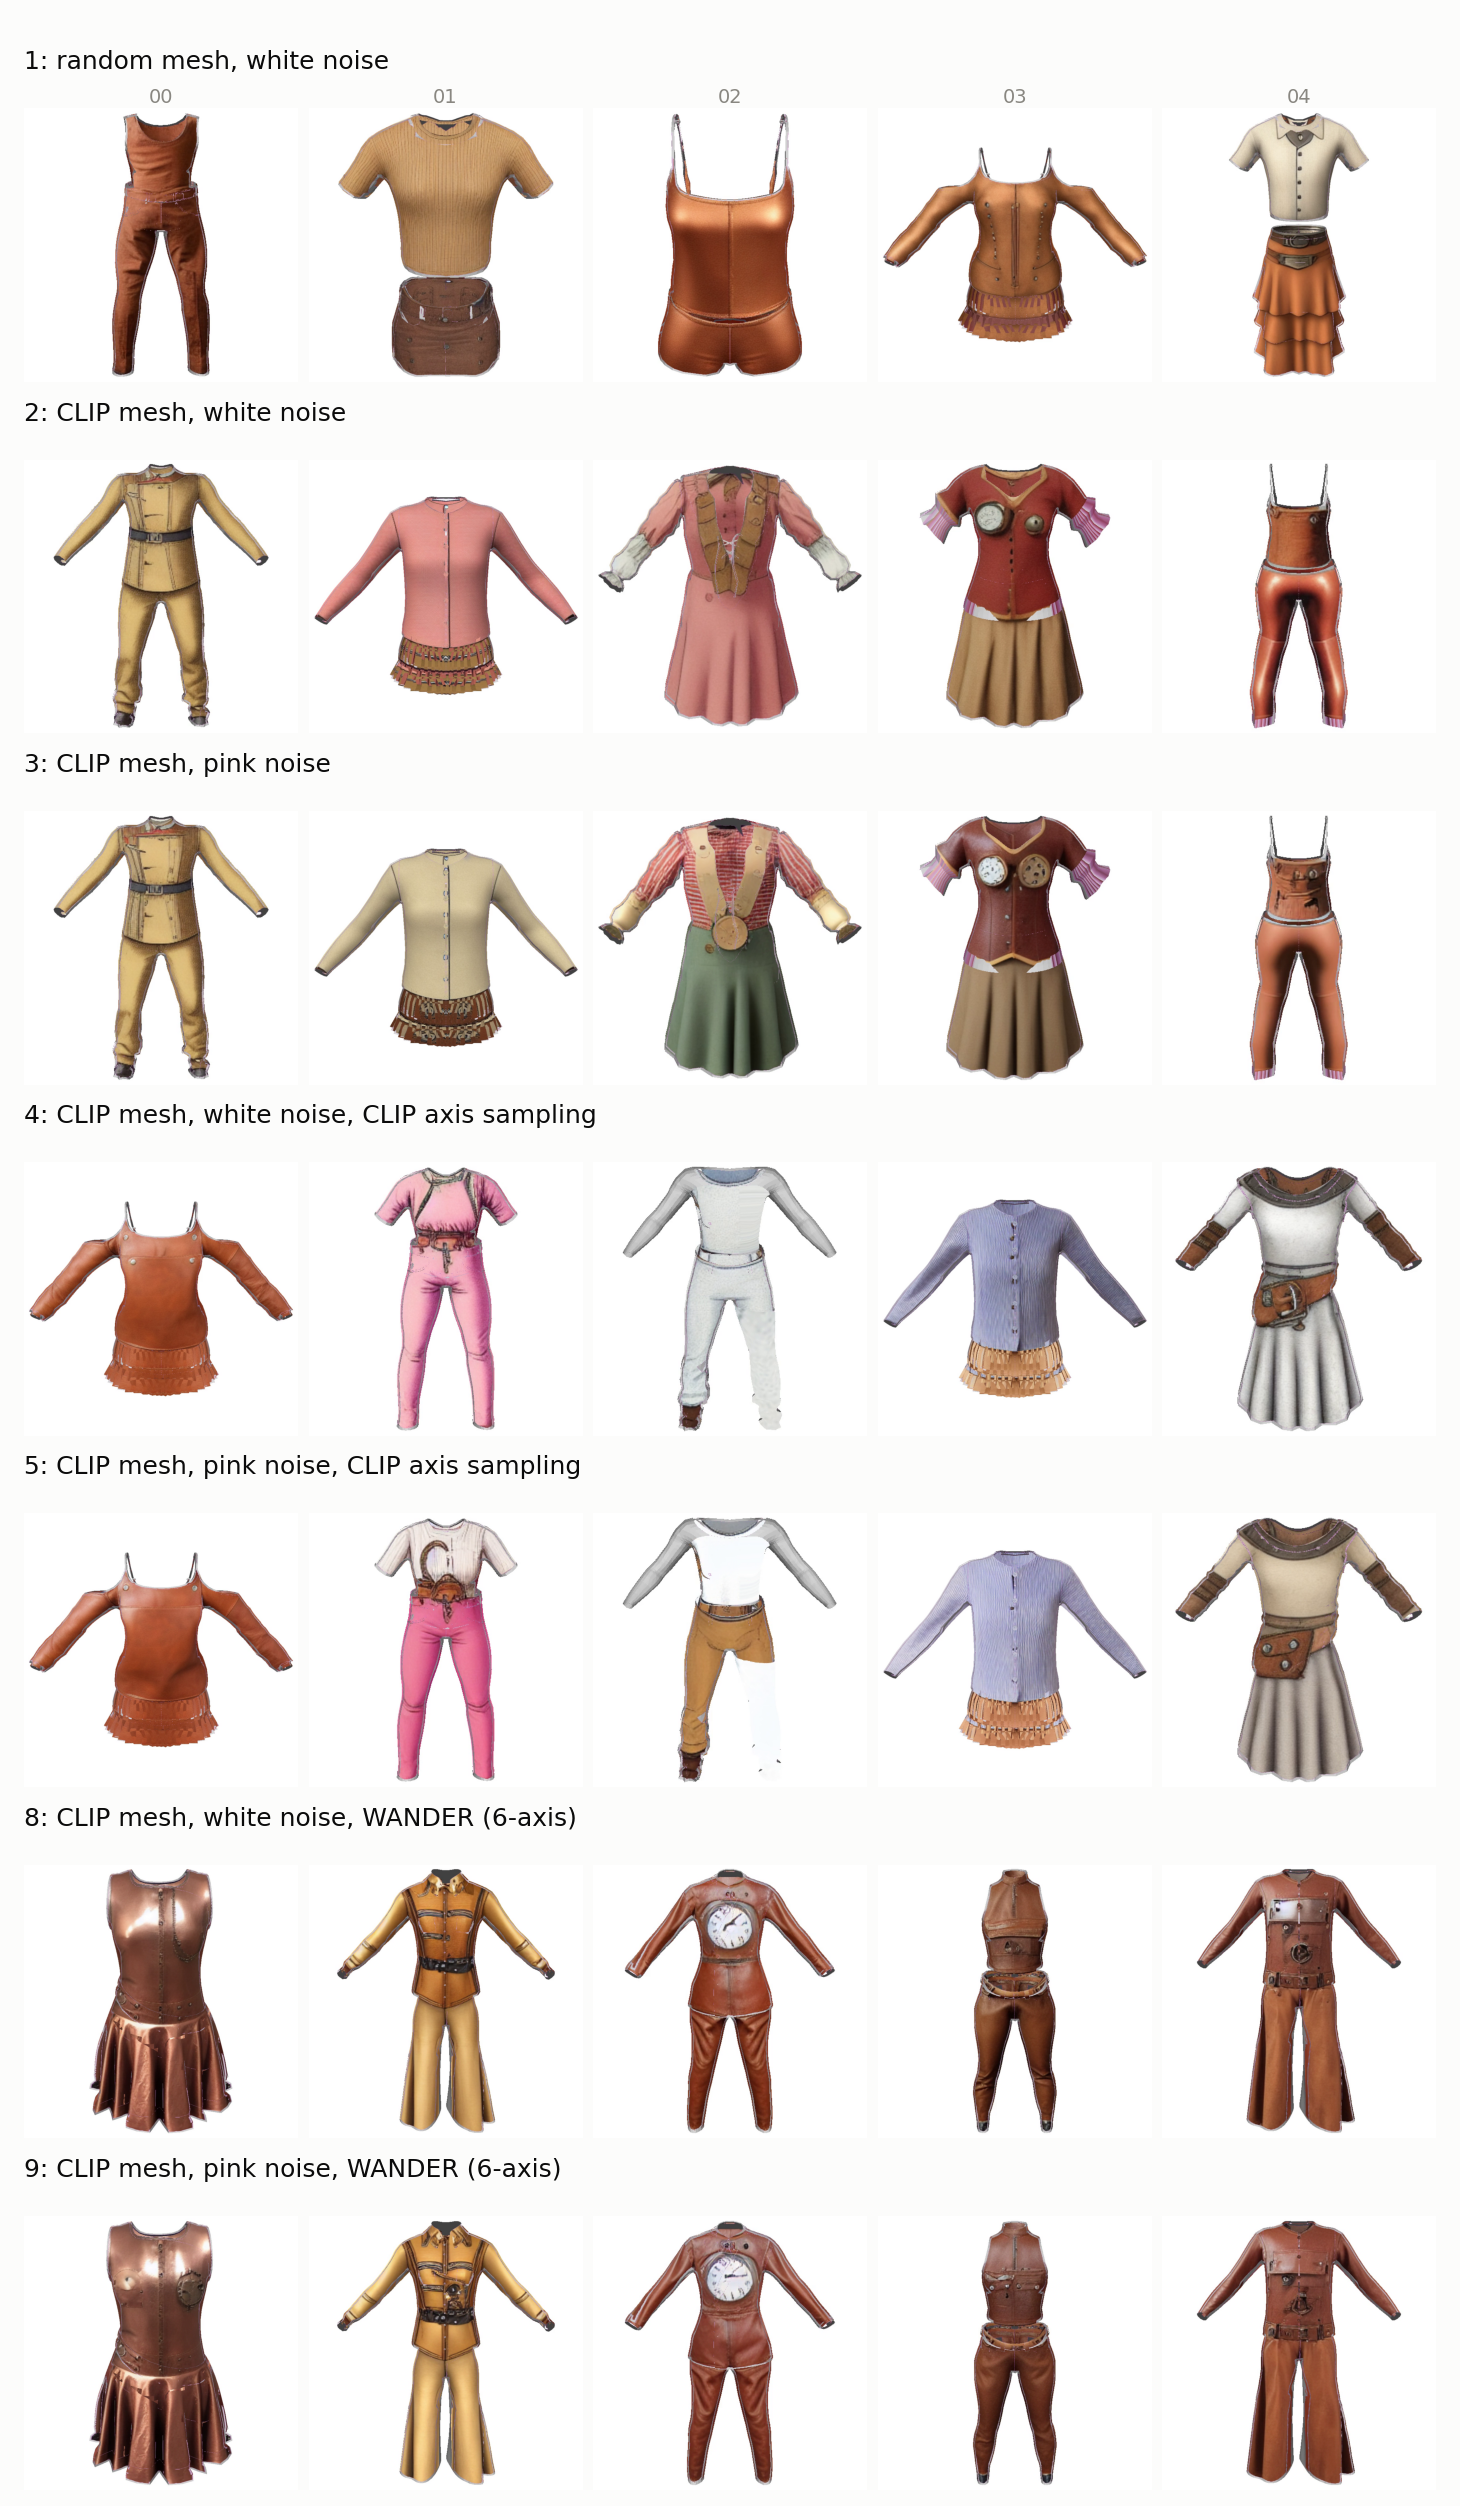 1: random mesh, white noise
00 01 02 03 04
2: CLIP mesh, white noise
3: CLIP mesh, pink noise
4: CLIP mesh, white noise, CLIP axis sampling
5: CLIP mesh, pink noise, CLIP axis sampling
8: CLIP mesh, white noise, WANDER (6-axis)
9: CLIP mesh, pink noise, WANDER (6-axis)